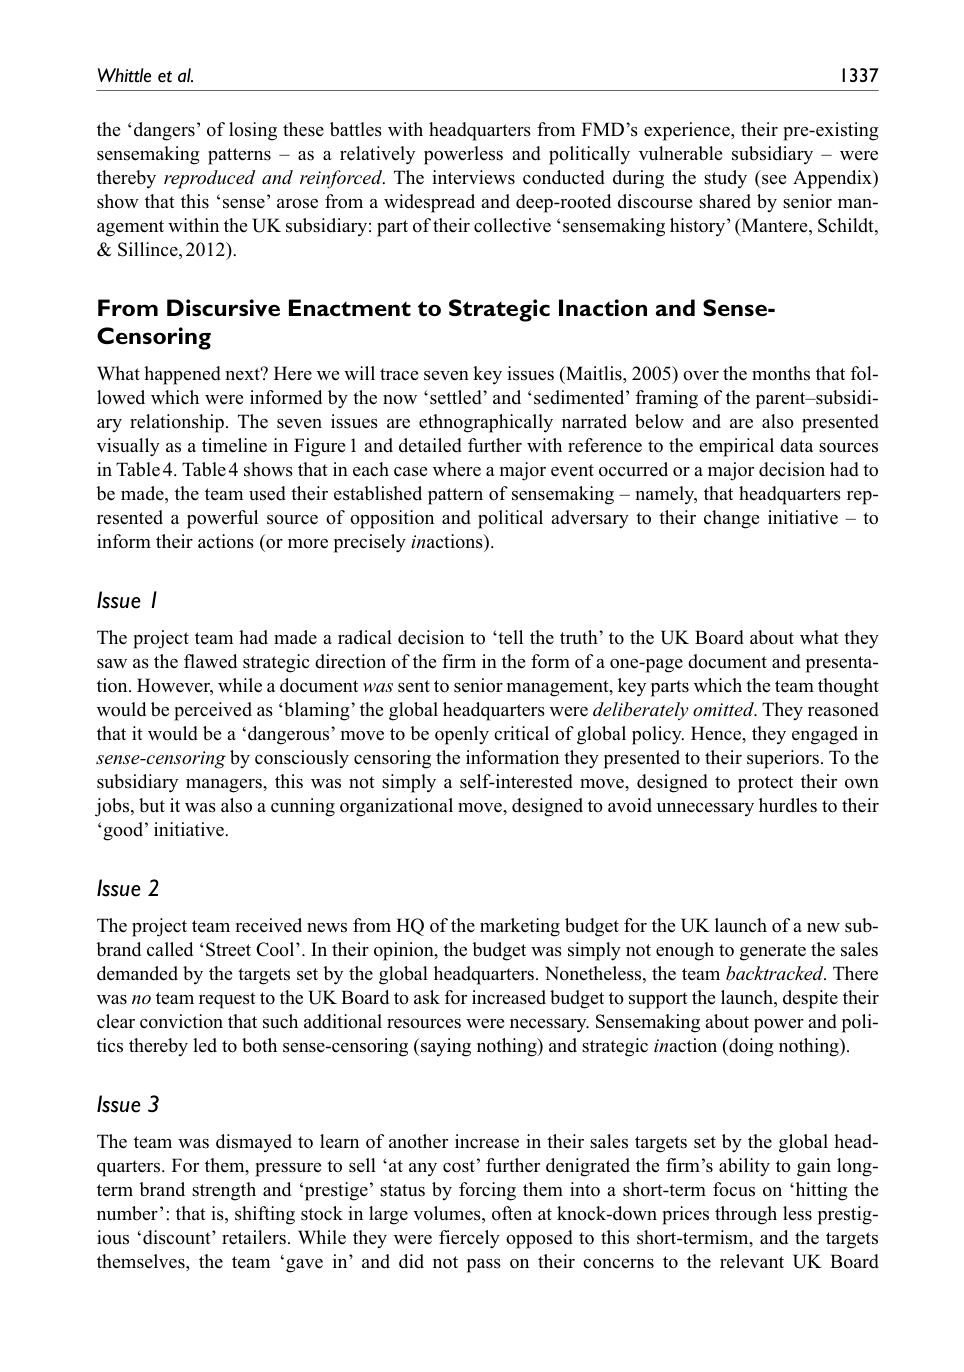 Whittle et al. 1337
the ‘dangers’ of losing these battles with headquarters from FMD’s experience, their pre-existing
sensemaking patterns – as a relatively powerless and politically vulnerable subsidiary – were
thereby reproduced and reinforced. The interviews conducted during the study (see Appendix)
show that this ‘sense’ arose from a widespread and deep-rooted discourse shared by senior man-
agement within the UK subsidiary: part of their collective ‘sensemaking history’ (Mantere, Schildt,
& Sillince, 2012).
From Discursive Enactment to Strategic Inaction and Sense-
Censoring
What happened next? Here we will trace seven key issues (Maitlis, 2005) over the months that fol-
lowed which were informed by the now ‘settled’ and ‘sedimented’ framing of the parent–subsidi-
ary relationship. The seven issues are ethnographically narrated below and are also presented
visually as a timeline in Figure 1 and detailed further with reference to the empirical data sources
in Table 4. Table 4 shows that in each case where a major event occurred or a major decision had to
be made, the team used their established pattern of sensemaking – namely, that headquarters rep-
resented a powerful source of opposition and political adversary to their change initiative – to
inform their actions (or more precisely inactions).
Issue 1
The project team had made a radical decision to ‘tell the truth’ to the UK Board about what they
saw as the flawed strategic direction of the firm in the form of a one-page document and presenta-
tion. However, while a document was sent to senior management, key parts which the team thought
would be perceived as ‘blaming’ the global headquarters were deliberately omitted. They reasoned
that it would be a ‘dangerous’ move to be openly critical of global policy. Hence, they engaged in
sense-censoring by consciously censoring the information they presented to their superiors. To the
subsidiary managers, this was not simply a self-interested move, designed to protect their own
jobs, but it was also a cunning organizational move, designed to avoid unnecessary hurdles to their
‘good’ initiative.
Issue 2
The project team received news from HQ of the marketing budget for the UK launch of a new sub-
brand called ‘Street Cool’. In their opinion, the budget was simply not enough to generate the sales
demanded by the targets set by the global headquarters. Nonetheless, the team backtracked. There
was no team request to the UK Board to ask for increased budget to support the launch, despite their
clear conviction that such additional resources were necessary. Sensemaking about power and poli-
tics thereby led to both sense-censoring (saying nothing) and strategic inaction (doing nothing).
Issue 3
The team was dismayed to learn of another increase in their sales targets set by the global head-
quarters. For them, pressure to sell ‘at any cost’ further denigrated the firm’s ability to gain long-
term brand strength and ‘prestige’ status by forcing them into a short-term focus on ‘hitting the
number’: that is, shifting stock in large volumes, often at knock-down prices through less prestig-
ious ‘discount’ retailers. While they were fiercely opposed to this short-termism, and the targets
themselves, the team ‘gave in’ and did not pass on their concerns to the relevant UK Board